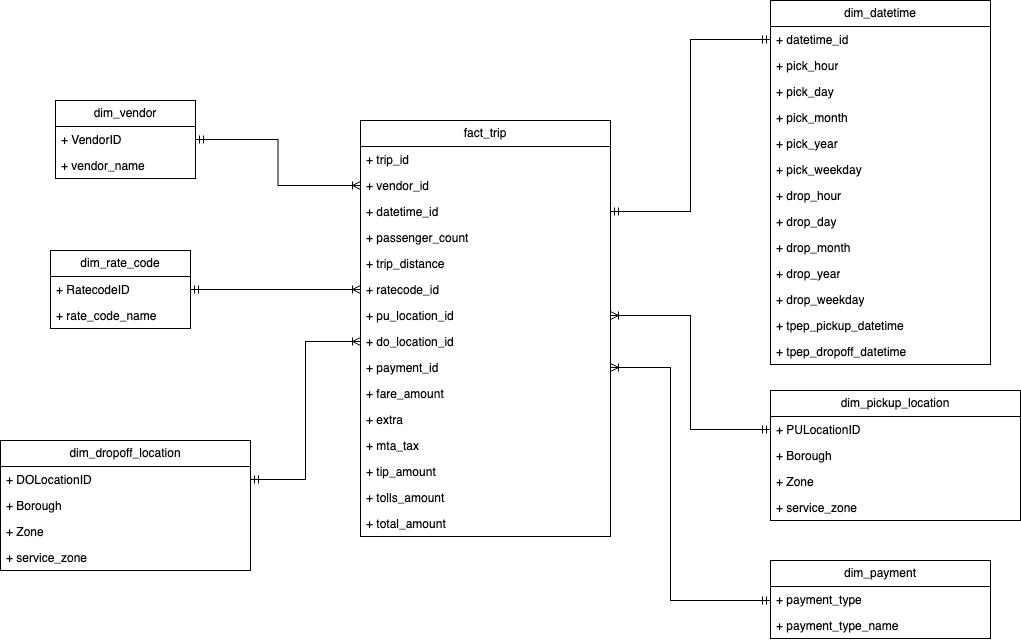 dim_datetime
+ datetime_id
+ pick_hour
+ pick_day
+ pick_month
+ pick_year
+ pick_weekday
+ drop_hour
+ drop_day
+ drop_month
+ drop_year
+ drop_weekday
+ tpep_pickup_datetime
+ tpep_dropoff_datetime
dim_vendor
+ VendorID
+ vendor_name
fact_trip
+ trip_id
+ vendor_id
+ datetime_id
+ passenger_count
+ trip_distance
+ ratecode_id
+ pu_location_id
+ do_location_id
+ payment_id
+ fare_amount
+ extra
+ mta_tax
+ tip_amount
+ tolls_amount
+ total_amount
dim_rate_code
+ RatecodeID
+ rate_code_name
dim_pickup_location
+ PULocationID
+ Borough
+ Zone
+ service_zone
dim_dropoff_location
+ DOLocationID
+ Borough
+ Zone
+ service_zone
dim_payment
+ payment_type
+ payment_type_name